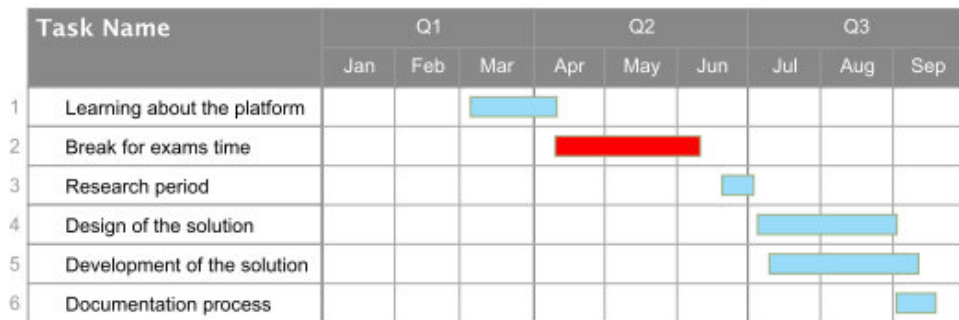 Task Name Q1 Q2 Q3
Jan Feb Mar Apr May Jun Jul Aug Sep
1 Learning about the platform
2 Break for exams time
3 Research period
4 Design of the solution
5 Development of the solution
6 Documentation process